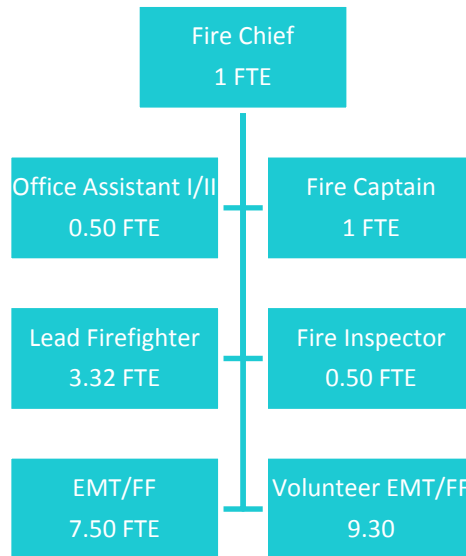 Fire Chief
1 FTE
Office Assistant I/II
0.50 FTE
Fire Captain
1 FTE
Lead Firefighter
3.32 FTE
Fire Inspector
0.50 FTE
EMT/FF
7.50 FTE
Volunteer EMT/FF
9.30